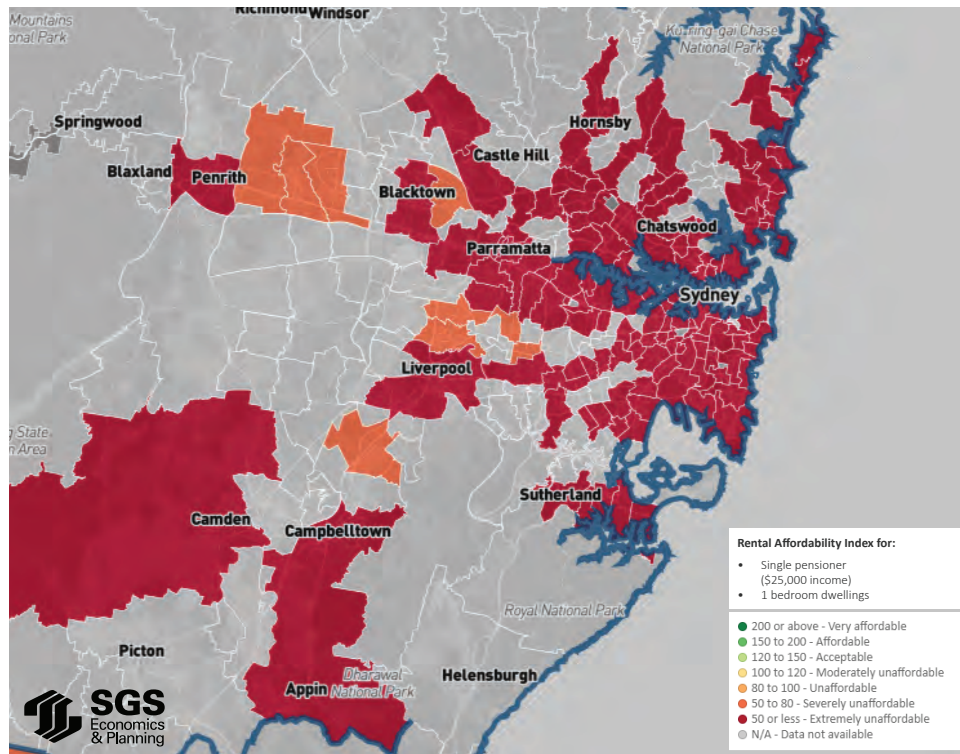 Richmond
Windsor
Mountains
onal Park
Ku-ring-gai Chase
National Park
Springwood
Hornsby
Castle Hill
Blaxland
Penrith
Blacktown
Chatswood
Parramatta
Sydney
Liverpool
g State
n Area
Sutherland
Camden
Campbelltown
Royal National Park
Picton
Helensburgh
Appin
Dharawal
National Park
Rental Affordability Index for:
• Single pensioner
($25,000 income)
• 1 bedroom dwellings
200 or above - Very affordable
150 to 200 - Affordable
120 to 150 - Acceptable
100 to 120 - Moderately unaffordable
80 to 100 - Unaffordable
50 to 80 - Severely unaffordable
50 or less - Extremely unaffordable
N/A - Data not available
SGS
Economics
& Planning